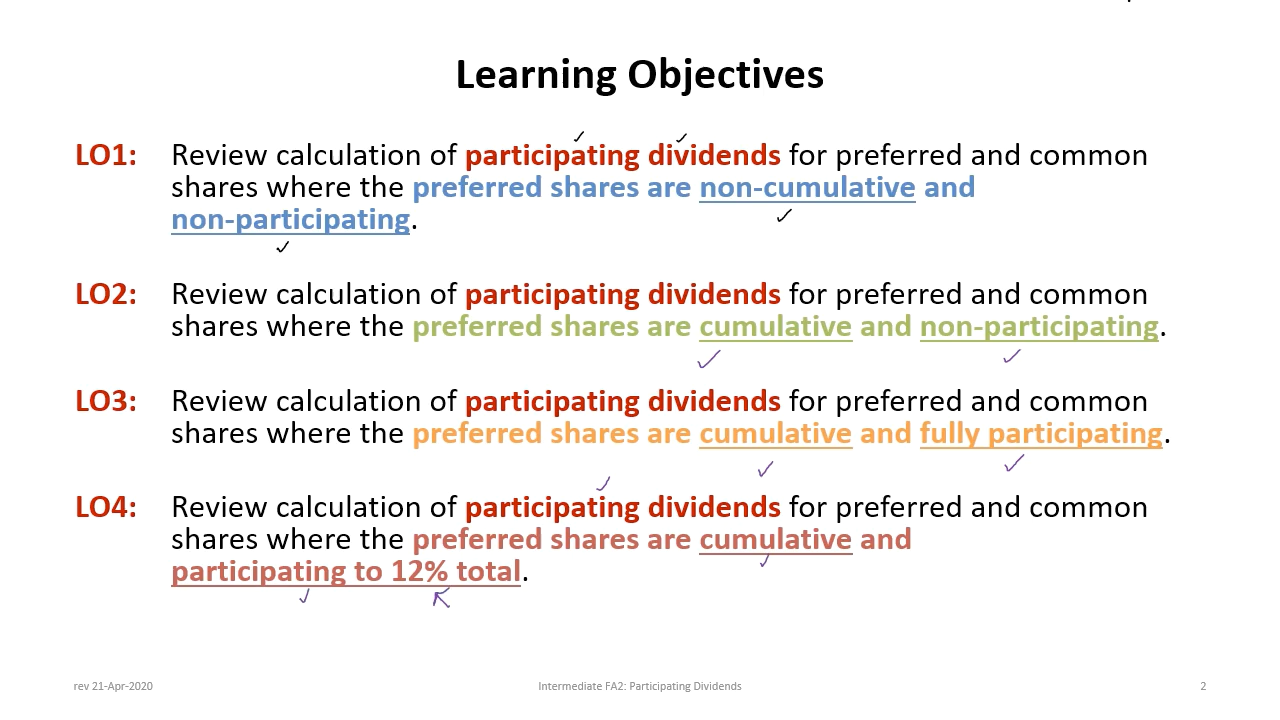 Learning Objectives
LO1: Review calculation of participating dividends for preferred and common
shares where the preferred shares are non-cumulative and
non-participating.
LO2: Review calculation of participating dividends for preferred and common
shares where the preferred shares are cumulative and non-participating.
LO3: Review calculation of participating dividends for preferred and common
shares where the preferred shares are cumulative and fully participating.
LO4: Review calculation of participating dividends for preferred and common
shares where the preferred shares are cumulative and
participating to 12% total.
rev 21-Apr-2020 Intermediate FA2: Participating Dividends 2